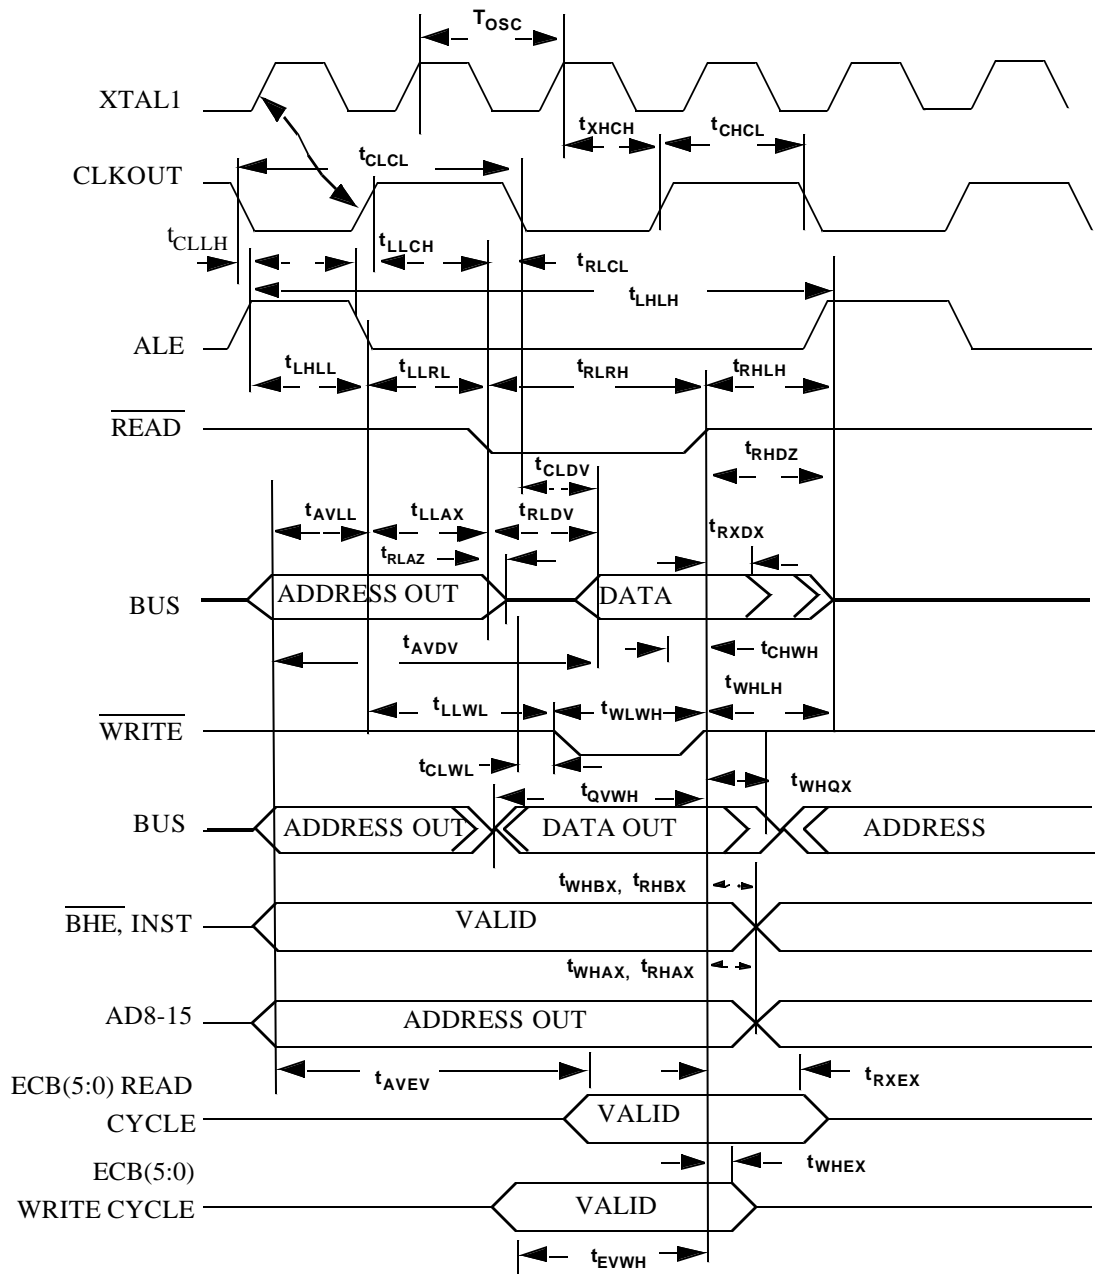 TOSC
XTAL1
tXHCH
tCHCL
tCLCL
CLKOUT
tCLLH
tLLCH
tRLCL
tLHLH
ALE
tLHLL
tLLRL
tRLRH
tRHLH
READ
tRHDZ
tCLDV
tAVLL
tLLAX
tRLDV
tRXDX
tRLAZ
BUS
ADDRESS OUT
DATA
tAVDV
tCHWH
tWHLH
tLLWL
tWLWH
WRITE
tCLWL
tQVWH
tWHQX
BUS
ADDRESS OUT
DATA OUT
ADDRESS
tWHBX, tRHBX
BHE, INST
VALID
tWHAX, tRHAX
AD8-15
ADDRESS OUT
tAVEV
tRXEX
ECB(5:0) READ
CYCLE
VALID
tWHEX
ECB(5:0)
WRITE CYCLE
VALID
tEVWH